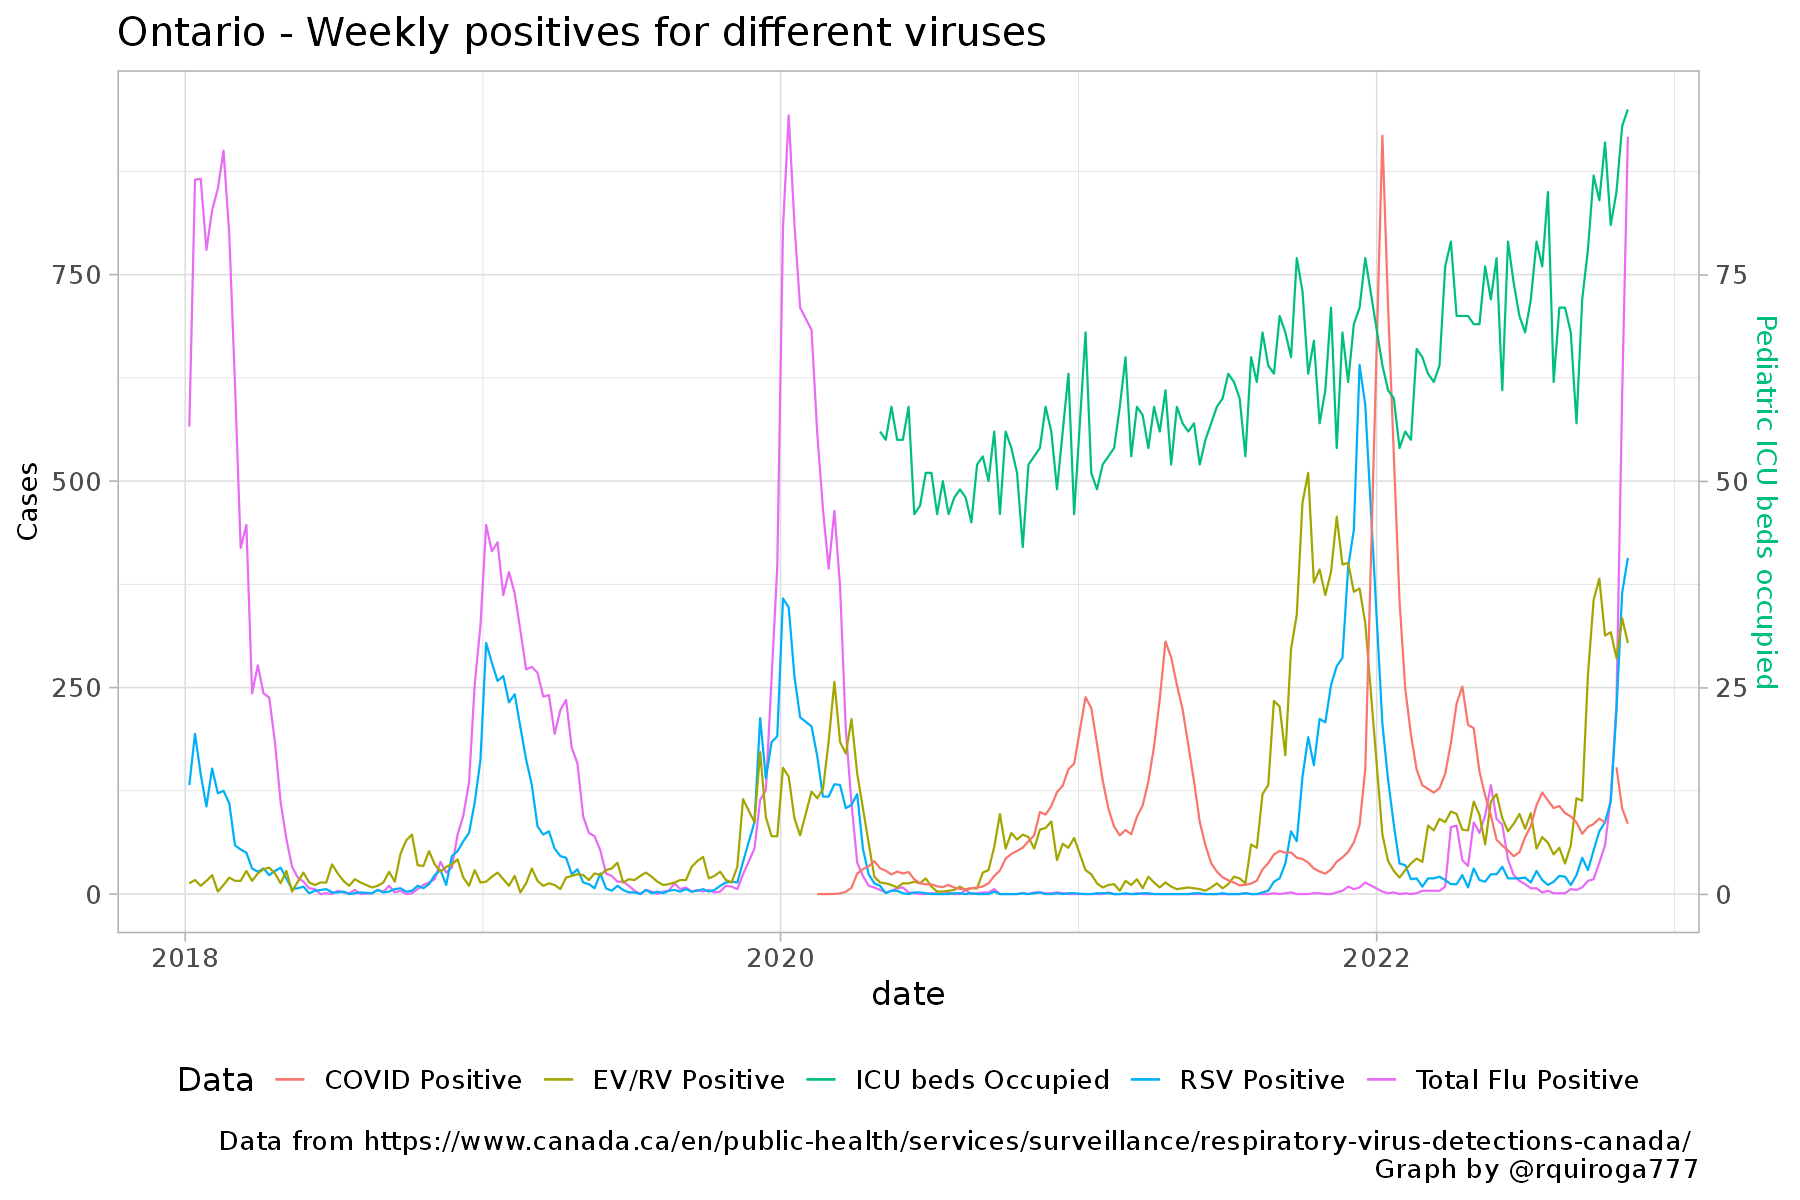 Ontario - Weekly positives for different viruses
Cases
750
500
250
0
75
50
25
0
Pediatric ICU beds occupied
2018
2020
2022
date
Data
COVID Positive
EV/RV Positive
ICU beds Occupied
RSV Positive
Total Flu Positive
Data from https://www.canada.ca/en/public-health/services/surveillance/respiratory-virus-detections-canada/
Graph by @rquiroga777